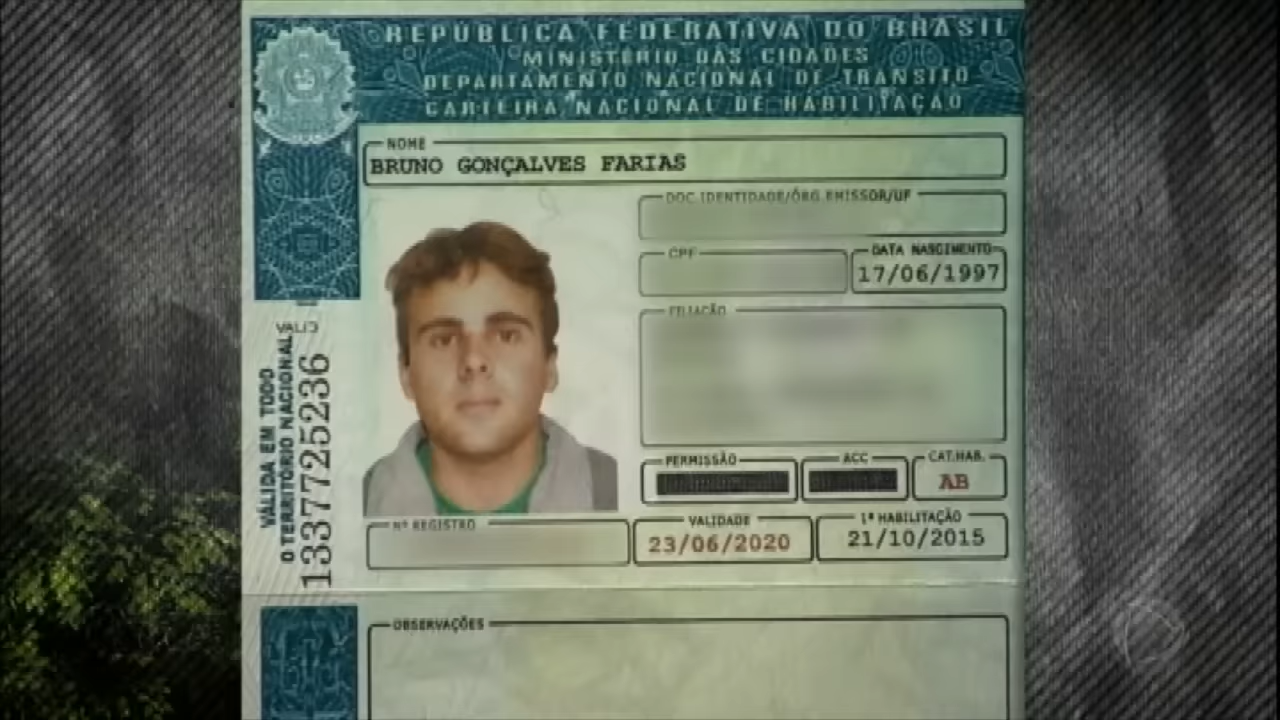 REPÚBLICA FEDERATIVA DO BRASIL
MINISTÉRIO DAS CIDADES
DEPARTAMENTO NACIONAL DE TRÂNSITO
CARTEIRA NACIONAL DE HABILITAÇÃO
NOME
BRUNO GONÇALVES FARIAS
DOC.IDENTIDADE/ÓRG.EMISSOR/UF
CPF
DATA NASCIMENTO
17/06/1997
FILIAÇÃO
PERMISSÃO
ACC
CAT.HAB.
AB
Nº REGISTRO
VALIDADE
23/06/2020
1ª HABILITAÇÃO
21/10/2015
VÁLIDA EM TODO
O TERRITÓRIO NACIONAL
1337725236
OBSERVAÇÕES